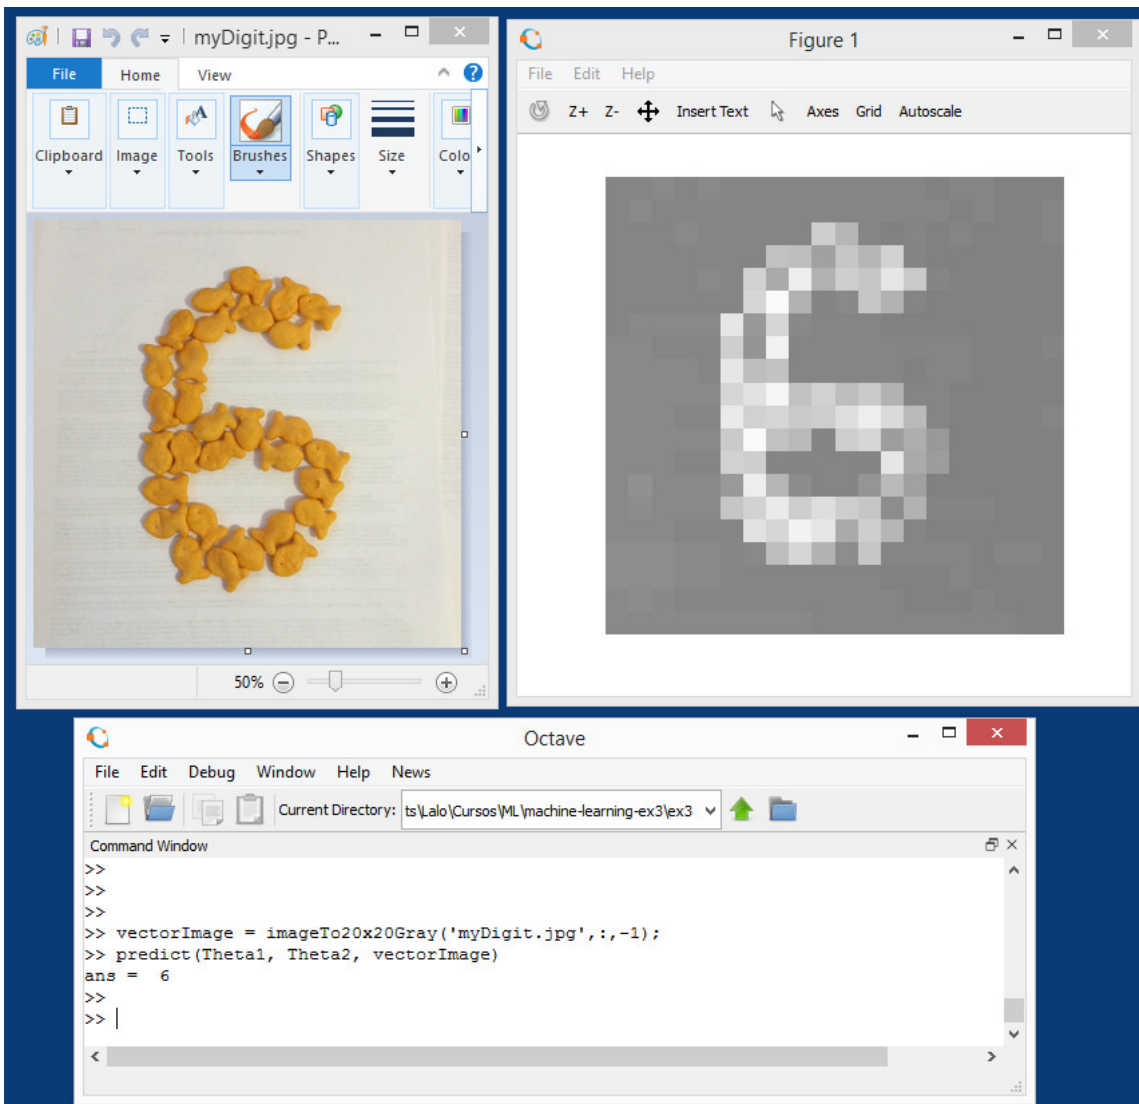 myDigit.jpg - P...
File Home View
Clipboard Image Tools Brushes Shapes Size Colo
50%
Figure 1
File Edit Help
Z+ Z- Insert Text Axes Grid Autoscale
6
Octave
File Edit Debug Window Help News
Current Directory: ts\Lalo\Cursos\ML\machine-learning-ex3\ex3
Command Window
>>
>>
>>
>> vectorImage = imageTo20x20Gray('myDigit.jpg',:,-1);
>> predict(Theta1, Theta2, vectorImage)
ans =  6
>>
>>